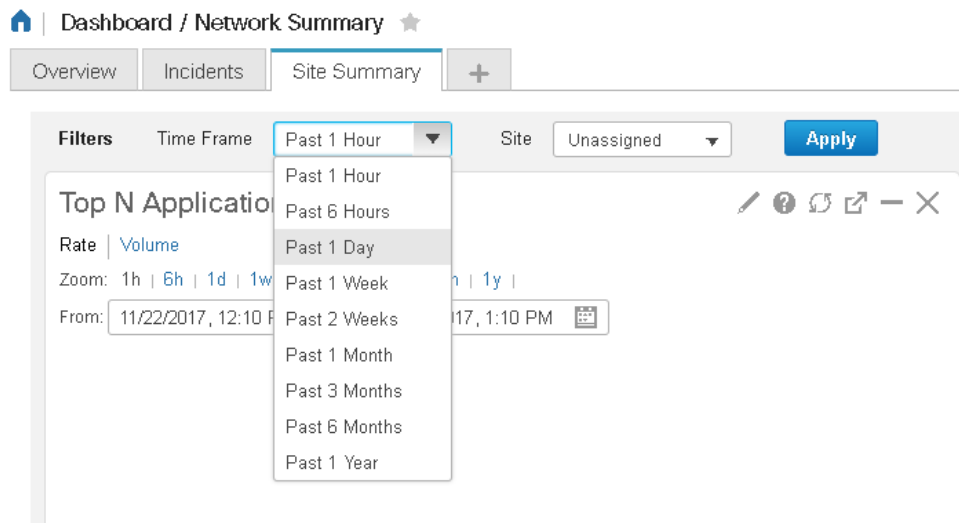 Dashboard / Network Summary
Overview Incidents Site Summary +
Filters Time Frame Past 1 Hour Site Unassigned Apply
Past 1 Hour
Past 6 Hours
Past 1 Day
Past 1 Week
Past 2 Weeks
Past 1 Month
Past 3 Months
Past 6 Months
Past 1 Year
Top N
Rate | Volume
Zoom: 1h | 6h | 1d | 1w | 1y |
From: 11/22/2017, 12:10 1:10 PM